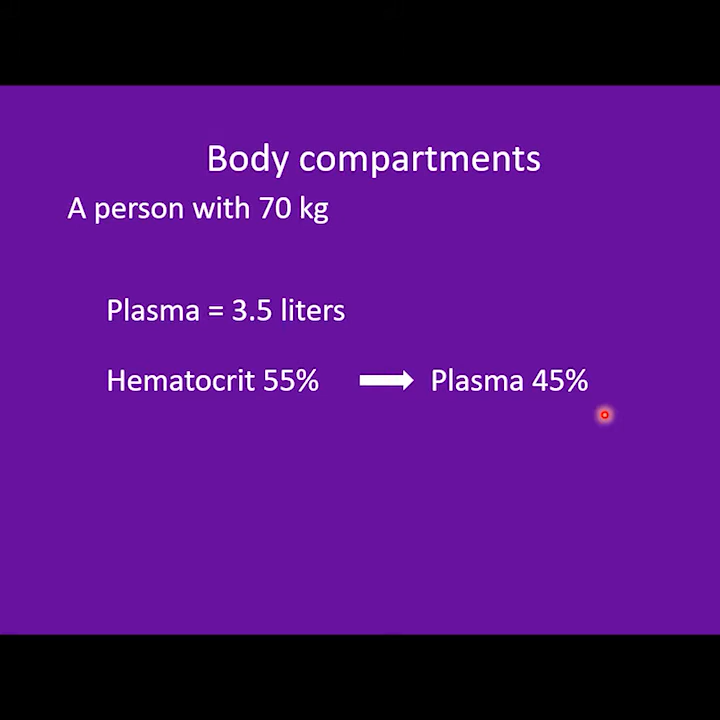 Body compartments
A person with 70 kg
Plasma = 3.5 liters
Hematocrit 55% Plasma 45%